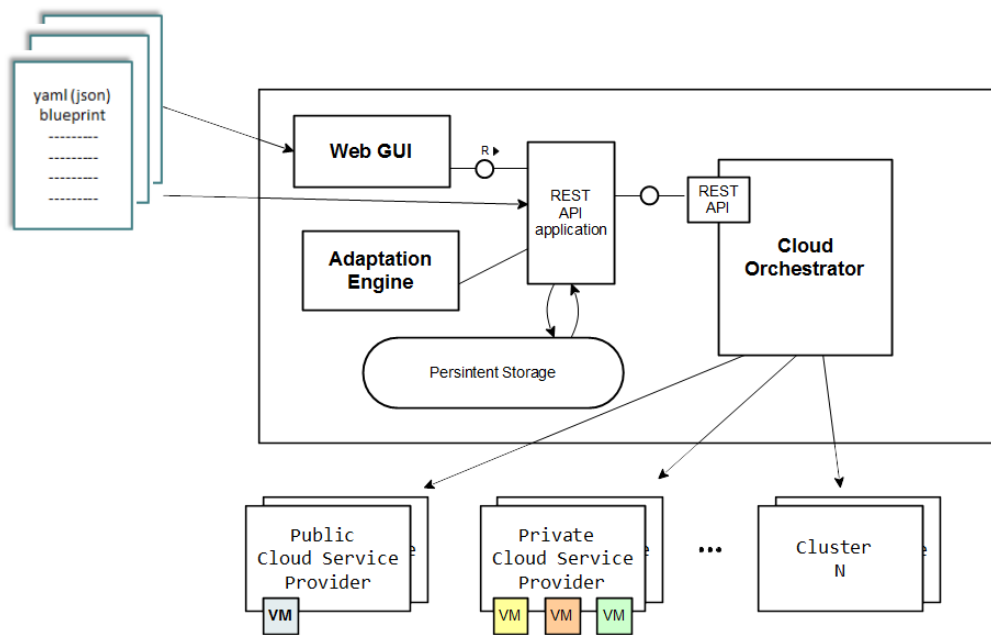 yaml (json)
blueprint
---------
---------
---------
---------
Web GUI
R
REST
API
application
REST
API
Cloud
Orchestrator
Adaptation
Engine
Persintent Storage
Public
Cloud Service
Provider
e
VM
Private
Cloud Service
Provider
e
VM
VM
VM
...
Cluster
N
e